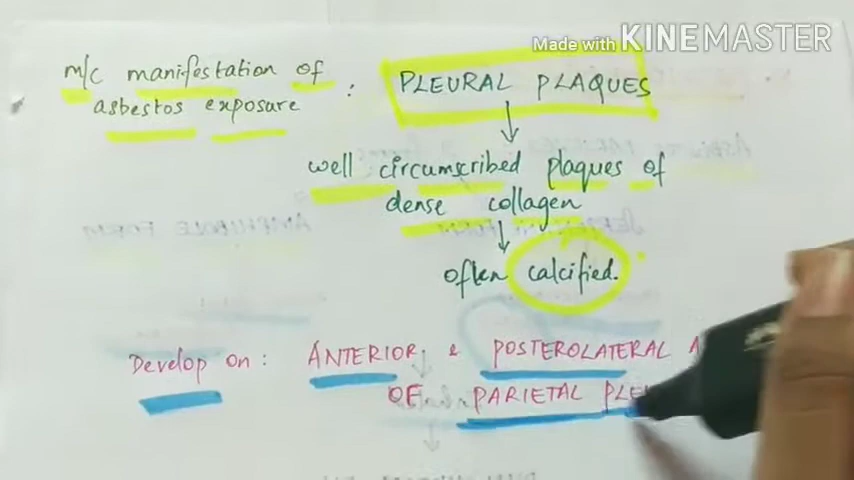 Made with KINEMASTER
m/c manifestation of
asbestos exposure : PLEURAL PLAQUES
well circumscribed plaques of
dense collagen
often calcified.
Develop on : ANTERIOR & POSTEROLATERAL
OF PARIETAL